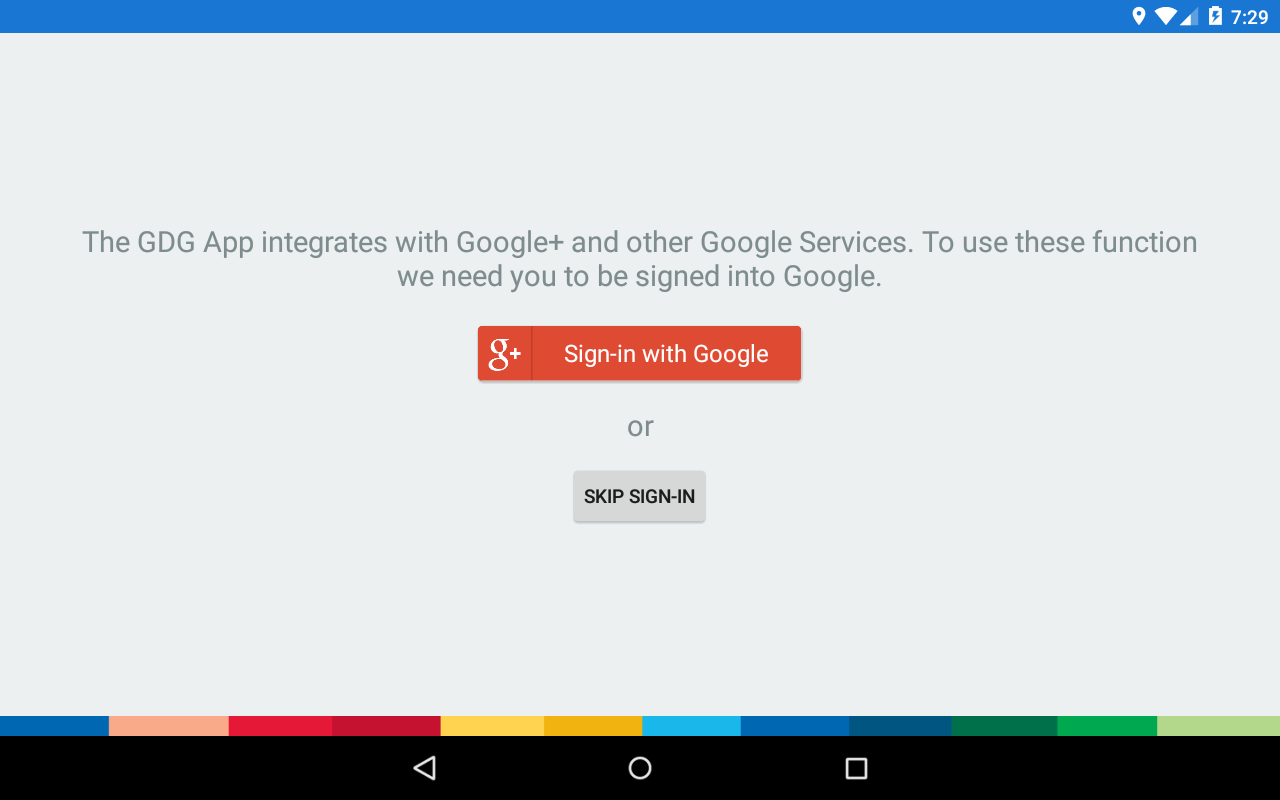 7:29
The GDG App integrates with Google+ and other Google Services. To use these function
we need you to be signed into Google.
g+ Sign-in with Google
or
SKIP SIGN-IN